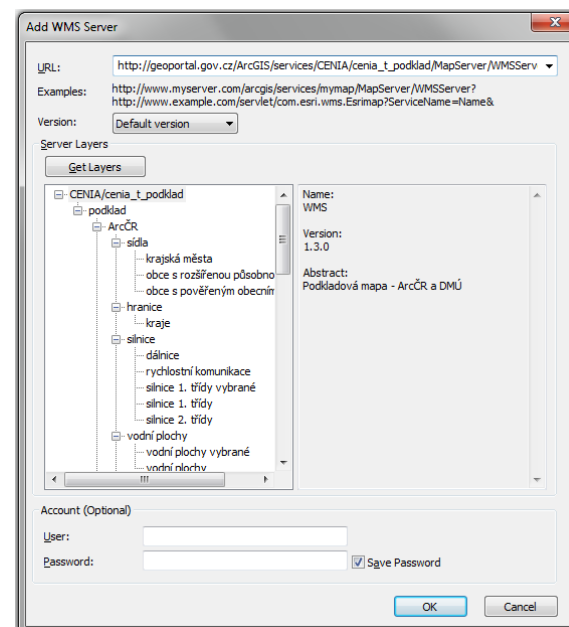 Add WMS Server
URL: http://geoportal.gov.cz/ArcGIS/services/CENIA/cenia_t_podklad/MapServer/WMSServ
Examples: http://www.myserver.com/arcgis/services/mymap/MapServer/WMSServer?
http://www.example.com/servlet/com.esri.wms.Esrimap?ServiceName=Name&
Version: Default version
Server Layers
Get Layers
CENIA/cenia_t_podklad
podklad
ArcČR
sídla
krajská města
obce s rozšířenou působno
obce s pověřeným obecním
hranice
kraje
silnice
dálnice
rychlostní komunikace
silnice 1. třídy vybrané
silnice 1. třídy
silnice 2. třídy
vodní plochy
vodní plochy vybrané
vodní plochy
Name:
WMS
Version:
1.3.0
Abstract:
Podkladová mapa - ArcČR a DMÚ
Account (Optional)
User:
Password:
Save Password
OK
Cancel